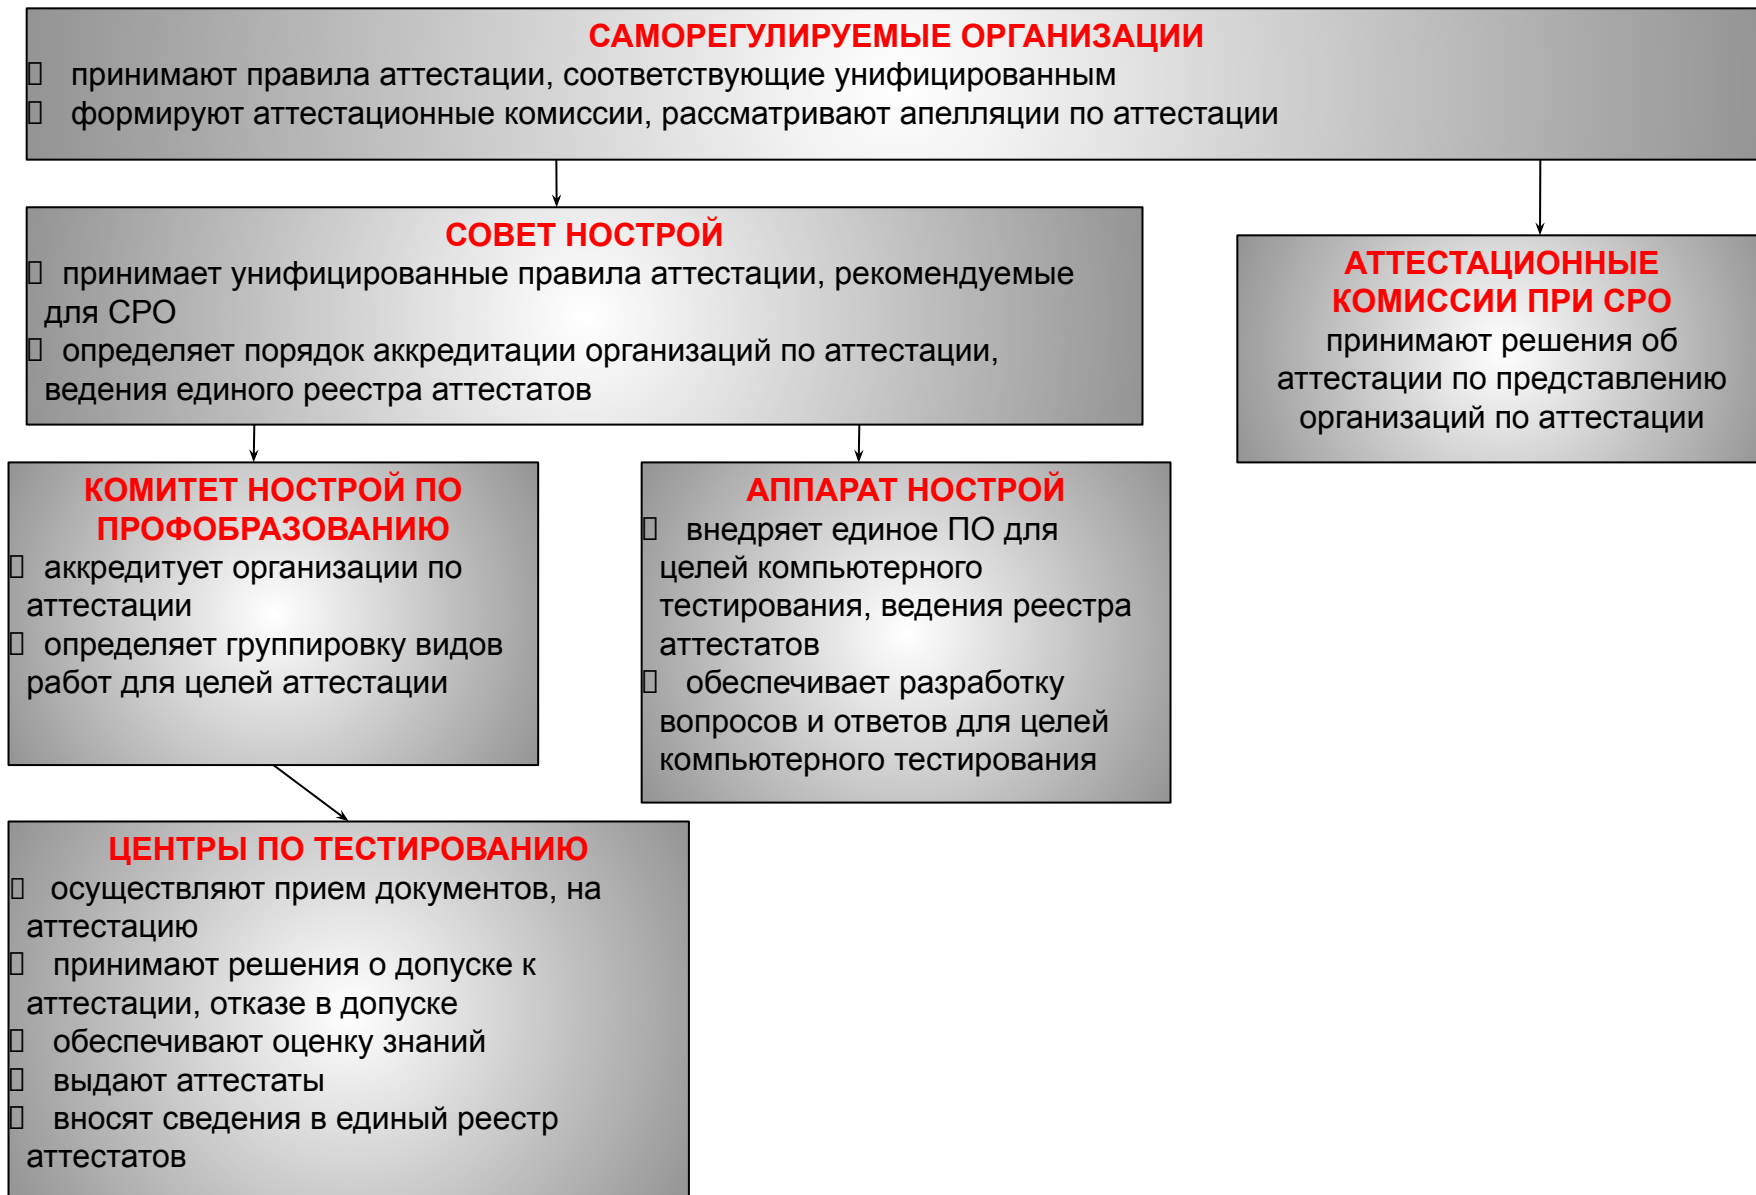 САМОРЕГУЛИРУЕМЫЕ ОРГАНИЗАЦИИ
принимают правила аттестации, соответствующие унифицированным
формируют аттестационные комиссии, рассматривают апелляции по аттестации
СОВЕТ НОСТРОЙ
принимает унифицированные правила аттестации, рекомендуемые
для СРО
определяет порядок аккредитации организаций по аттестации,
ведения единого реестра аттестатов
АТТЕСТАЦИОННЫЕ
КОМИССИИ ПРИ СРО
принимают решения об
аттестации по представлению
организаций по аттестации
КОМИТЕТ НОСТРОЙ ПО
ПРОФОБРАЗОВАНИЮ
аккредитует организации по
аттестации
определяет группировку видов
работ для целей аттестации
АППАРАТ НОСТРОЙ
внедряет единое ПО для
целей компьютерного
тестирования, ведения реестра
аттестатов
обеспечивает разработку
вопросов и ответов для целей
компьютерного тестирования
ЦЕНТРЫ ПО ТЕСТИРОВАНИЮ
осуществляют прием документов, на
аттестацию
принимают решения о допуске к
аттестации, отказе в допуске
обеспечивают оценку знаний
выдают аттестаты
вносят сведения в единый реестр
аттестатов